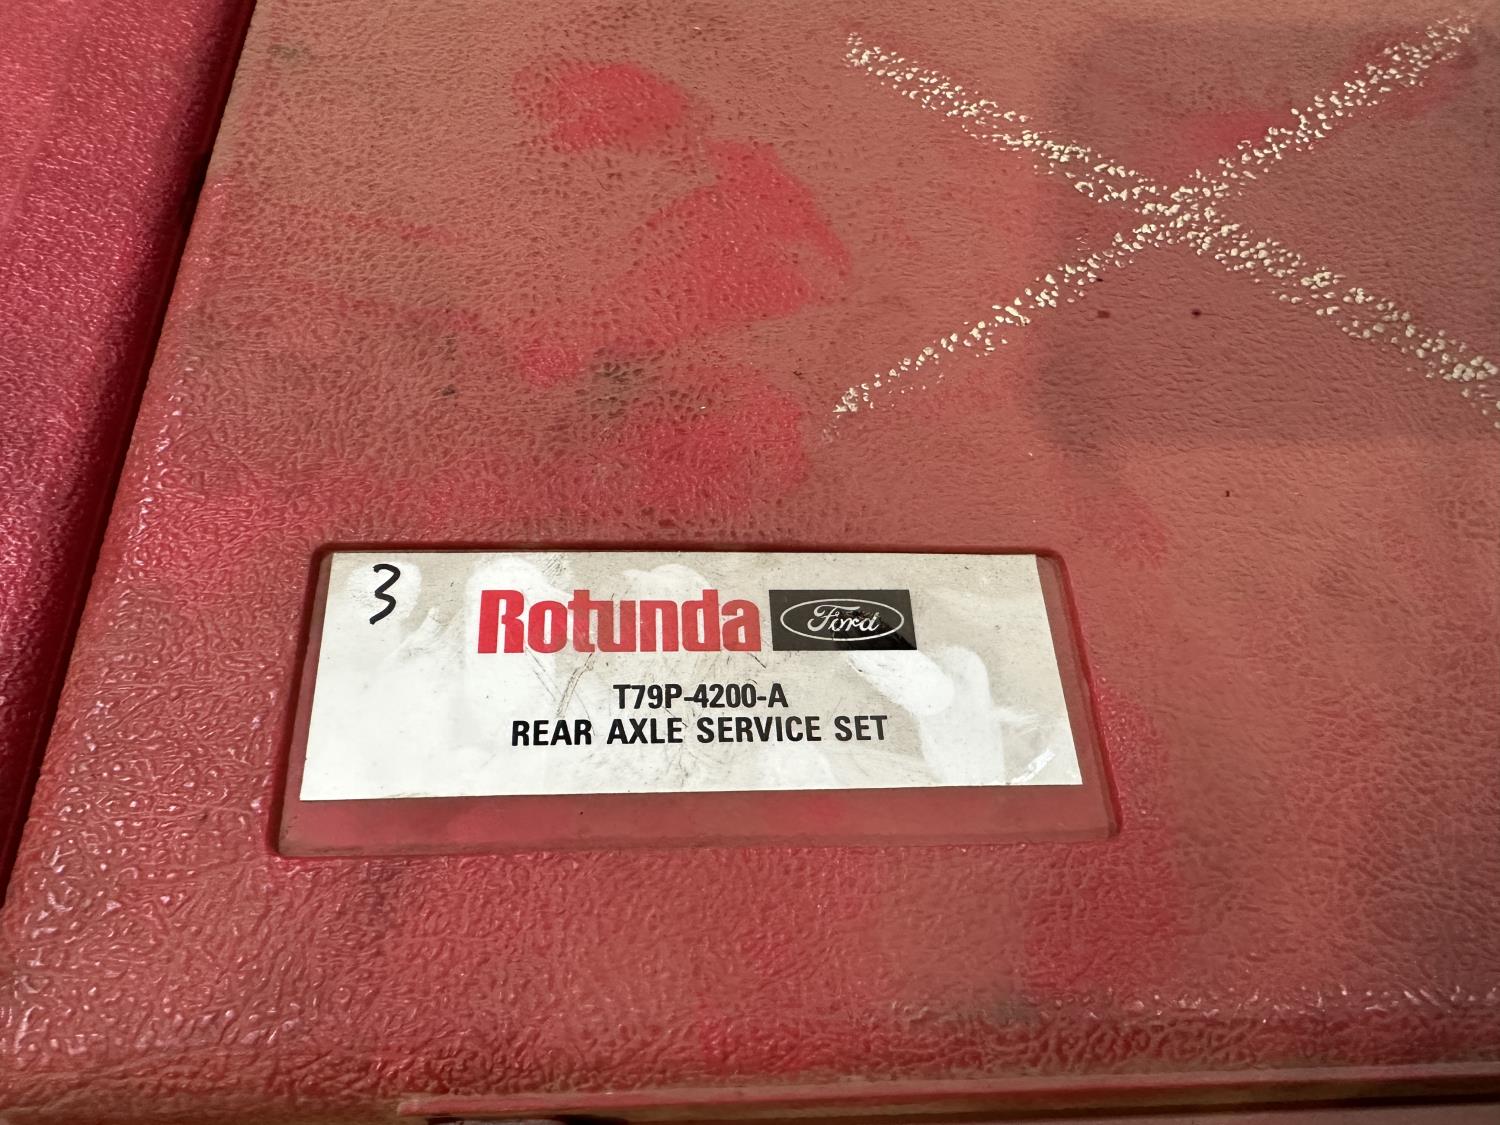 3
Rotunda Ford
T79P-4200-A
REAR AXLE SERVICE SET